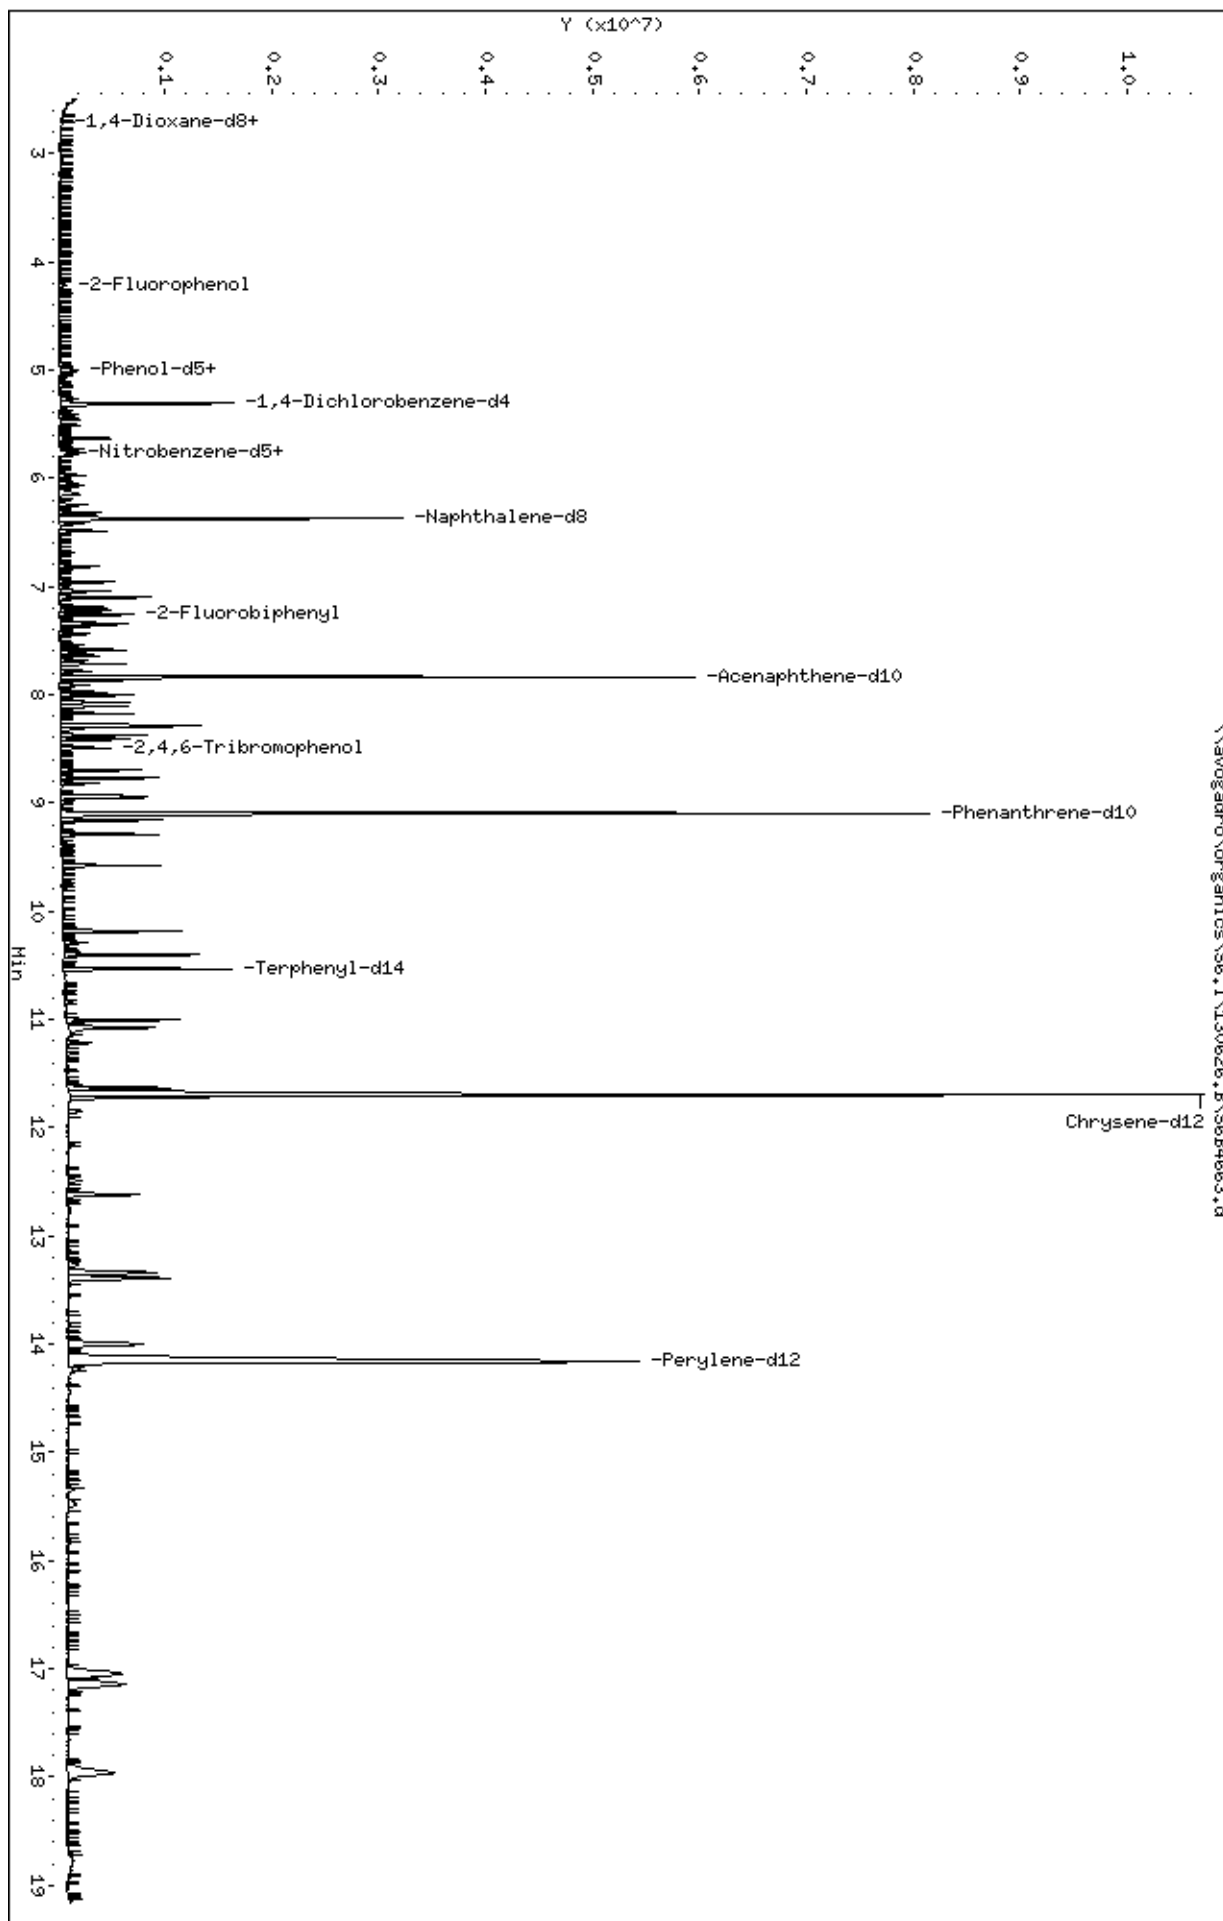 Y (x10^7)
0.0
0.1
0.2
0.3
0.4
0.5
0.6
0.7
0.8
0.9
1.0
-1,4-Dioxane-d8+
-2-Fluorophenol
-Phenol-d5+
-1,4-Dichlorobenzene-d4
-Nitrobenzene-d5+
-Naphthalene-d8
-2-Fluorobiphenyl
-Acenaphthene-d10
-2,4,6-Tribromophenol
-Phenanthrene-d10
-Terphenyl-d14
Chrysene-d12
-Perylene-d12
3
4
5
6
7
8
9
10
11
12
13
14
15
16
17
18
19
Min